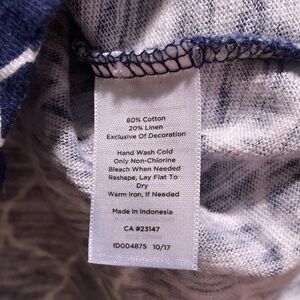 80% Cotton
20% Linen
Exclusive Of Decoration
Hand Wash Cold
Only Non-Chlorine
Bleach When Needed
Reshape, Lay Flat To
Dry
Warm Iron, If Needed
Made In Indonesia
CA #23147
ID004875 10/17